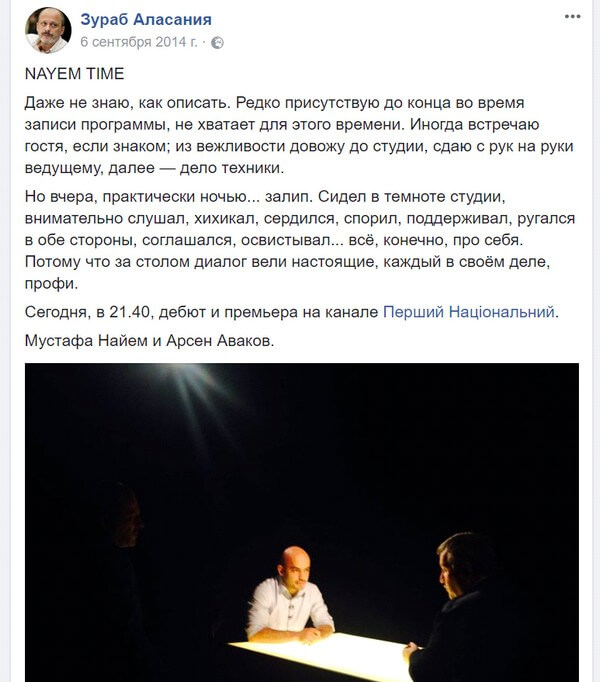 Зураб Аласания
6 сентября 2014 г. ·
NAYEM TIME
Даже не знаю, как описать. Редко присутствую до конца во время
записи программы, не хватает для этого времени. Иногда встречаю
гостя, если знаком; из вежливости довожу до студии, сдаю с рук на руки
ведущему, далее — дело техники.
Но вчера, практически ночью... залип. Сидел в темноте студии,
внимательно слушал, хихикал, сердился, спорил, поддерживал, ругался
в обе стороны, соглашался, освистывал... всё, конечно, про себя.
Потому что за столом диалог вели настоящие, каждый в своём деле,
профи.
Сегодня, в 21.40, дебют и премьера на канале Перший Національний.
Мустафа Найем и Арсен Аваков.